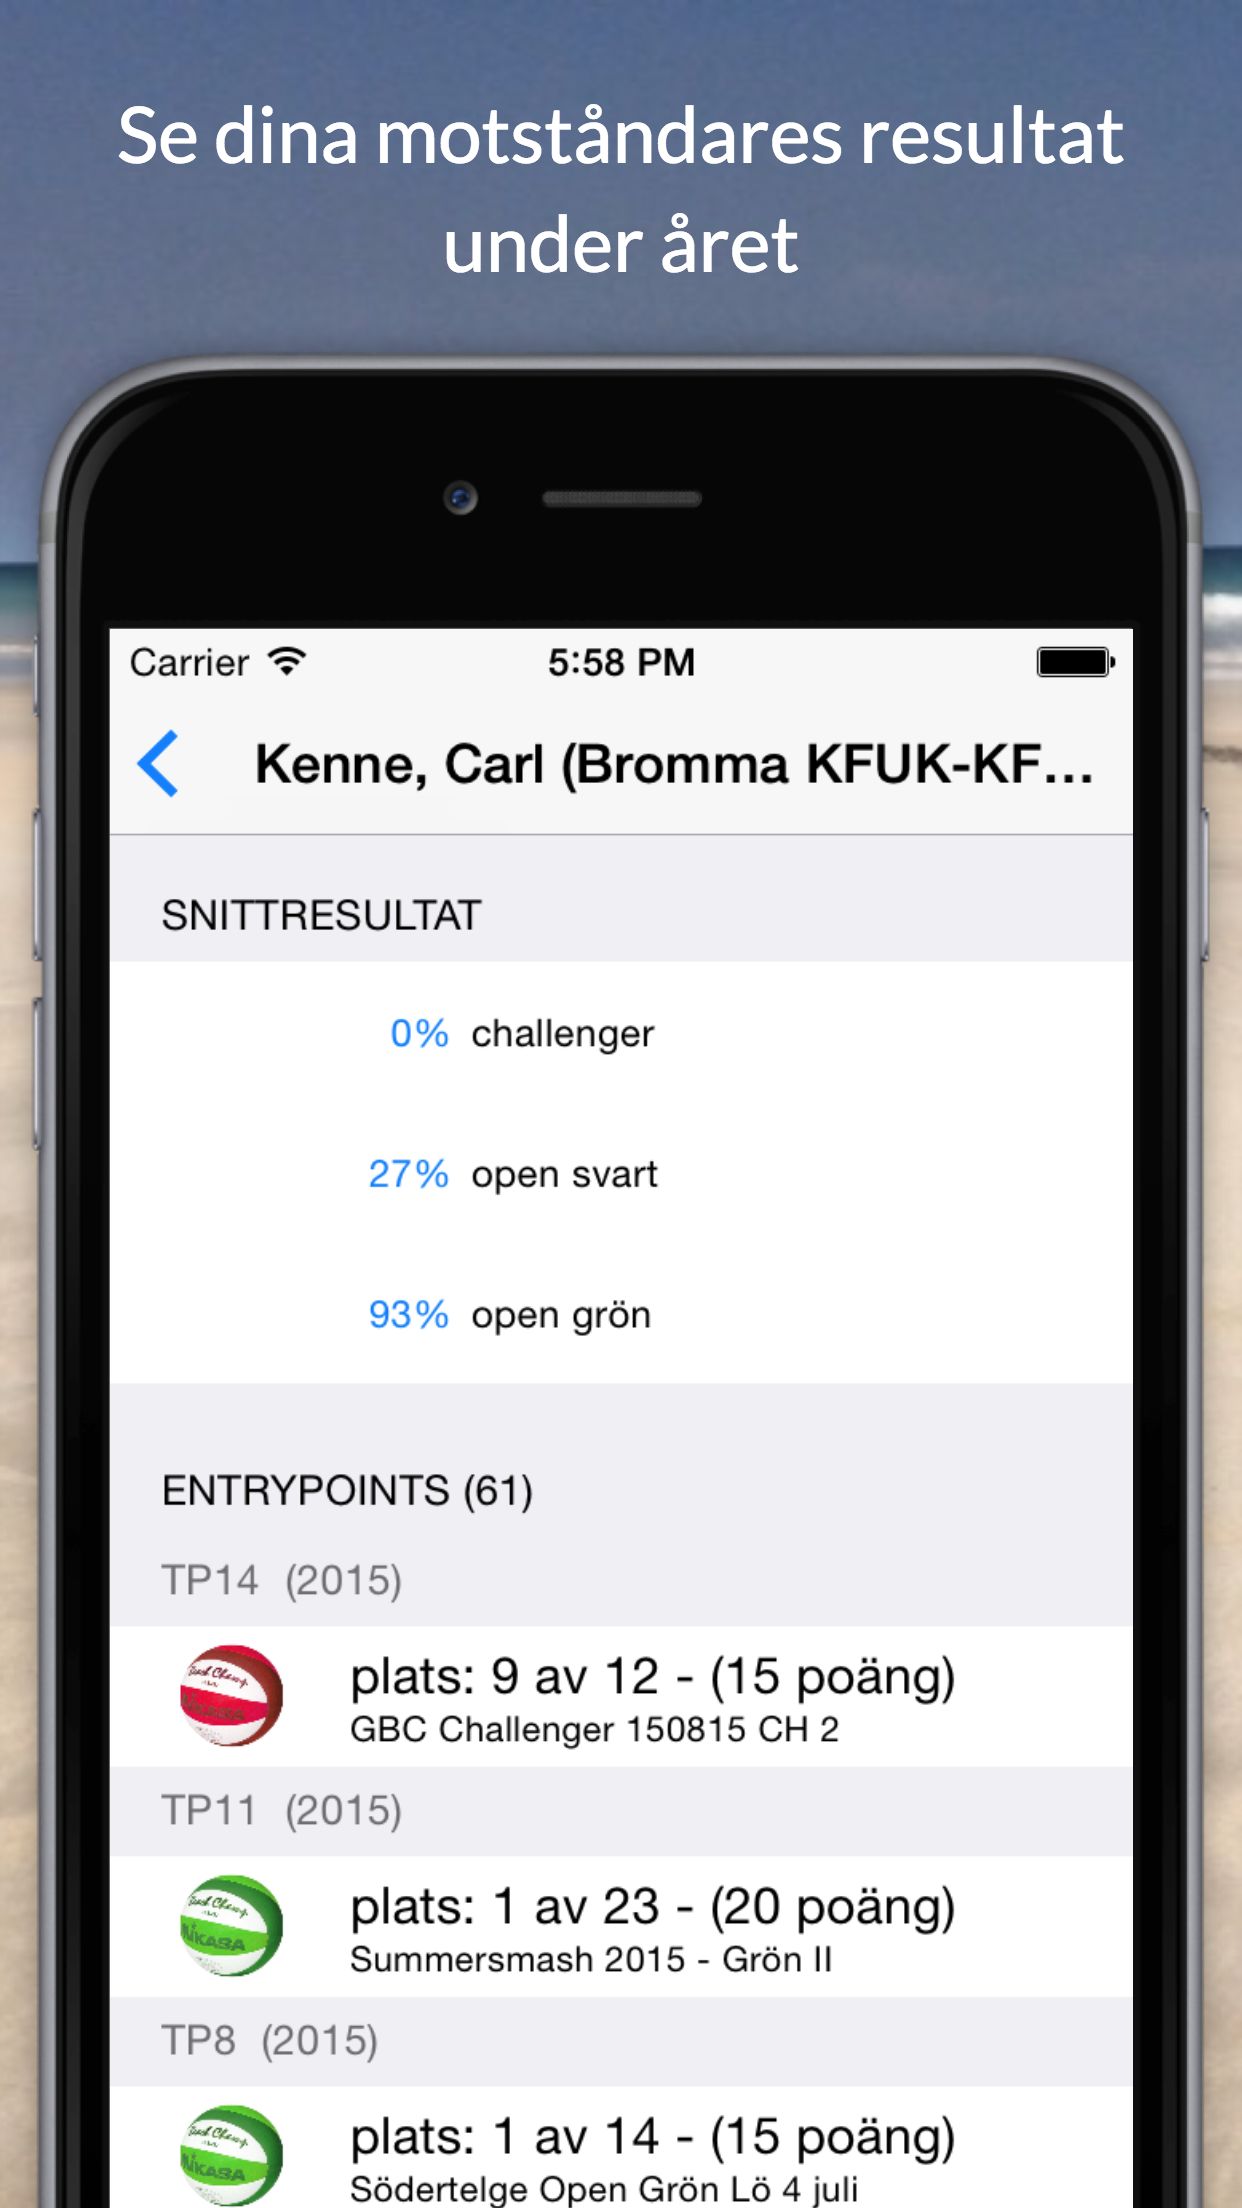 Se dina motståndares resultat
under året
Carrier
5:58 PM
Kenne, Carl (Bromma KFUK-KF...
SNITTRESULTAT
0% challenger
27% open svart
93% open grön
ENTRYPOINTS (61)
TP14 (2015)
plats: 9 av 12 - (15 poäng)
GBC Challenger 150815 CH 2
TP11 (2015)
plats: 1 av 23 - (20 poäng)
MIKASA
Summersmash 2015 - Grön II
TP8 (2015)
plats: 1 av 14 - (15 poäng)
MIKASA
Södertelge Open Grön Lö 4 juli